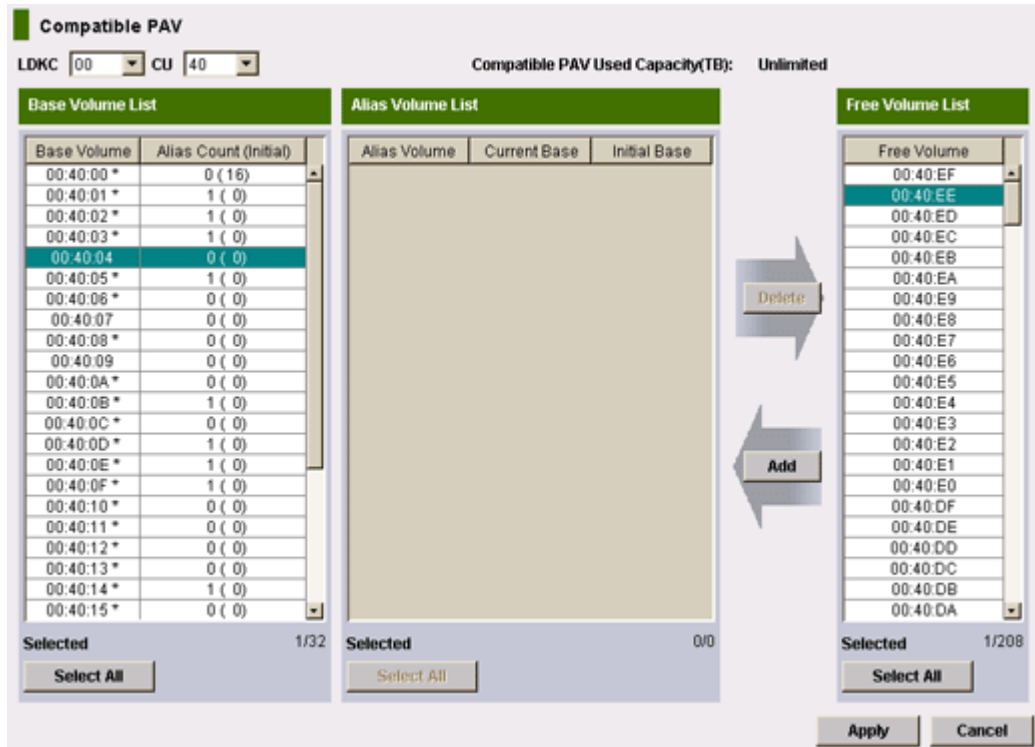 Compatible PAV
LDKC 00 CU 40 Compatible PAV Used Capacity(TB): Unlimited
Base Volume List
Base Volume Alias Count (Initial)
00:40:00 * 0 ( 16)
00:40:01 * 1 ( 0)
00:40:02 * 1 ( 0)
00:40:03 * 1 ( 0)
00:40:04 0 ( 0)
00:40:05 * 1 ( 0)
00:40:06 * 0 ( 0)
00:40:07 0 ( 0)
00:40:08 * 0 ( 0)
00:40:09 0 ( 0)
00:40:0A * 0 ( 0)
00:40:0B * 1 ( 0)
00:40:0C * 0 ( 0)
00:40:0D * 1 ( 0)
00:40:0E * 1 ( 0)
00:40:0F * 1 ( 0)
00:40:10 * 0 ( 0)
00:40:11 * 0 ( 0)
00:40:12 * 0 ( 0)
00:40:13 * 0 ( 0)
00:40:14 * 1 ( 0)
00:40:15 * 0 ( 0)
Selected 1/32
Select All
Alias Volume List
Alias Volume Current Base Initial Base
Selected 0/0
Select All
Delete
Add
Free Volume List
Free Volume
00:40:EF
00:40:EE
00:40:ED
00:40:EC
00:40:EB
00:40:EA
00:40:E9
00:40:E8
00:40:E7
00:40:E6
00:40:E5
00:40:E4
00:40:E3
00:40:E2
00:40:E1
00:40:E0
00:40:DF
00:40:DE
00:40:DD
00:40:DC
00:40:DB
00:40:DA
Selected 1/208
Select All
Apply Cancel